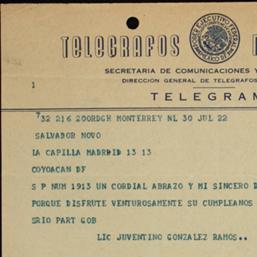 TELEGRAFOS
SECRETARIA DE COMUNICACIONES Y
DIRECCION GENERAL DE TELEGRAFOS
1
TELEGRAM
732 216 20ORDGH MONTERREY NL 30 JUL 22
SALVADOR NOVO
LA CAPILLA MADRID 13 13
COYOACAN DF
S P NUM 1913 UN CORDIAL ABRAZO Y MI SINCERO D
PORQUE DISFRUTE VENTUROSAMENTE SU CUMPLEANOS
SRIO PART GOB
LIC JUVENTINO GONZALEZ RAMOS..